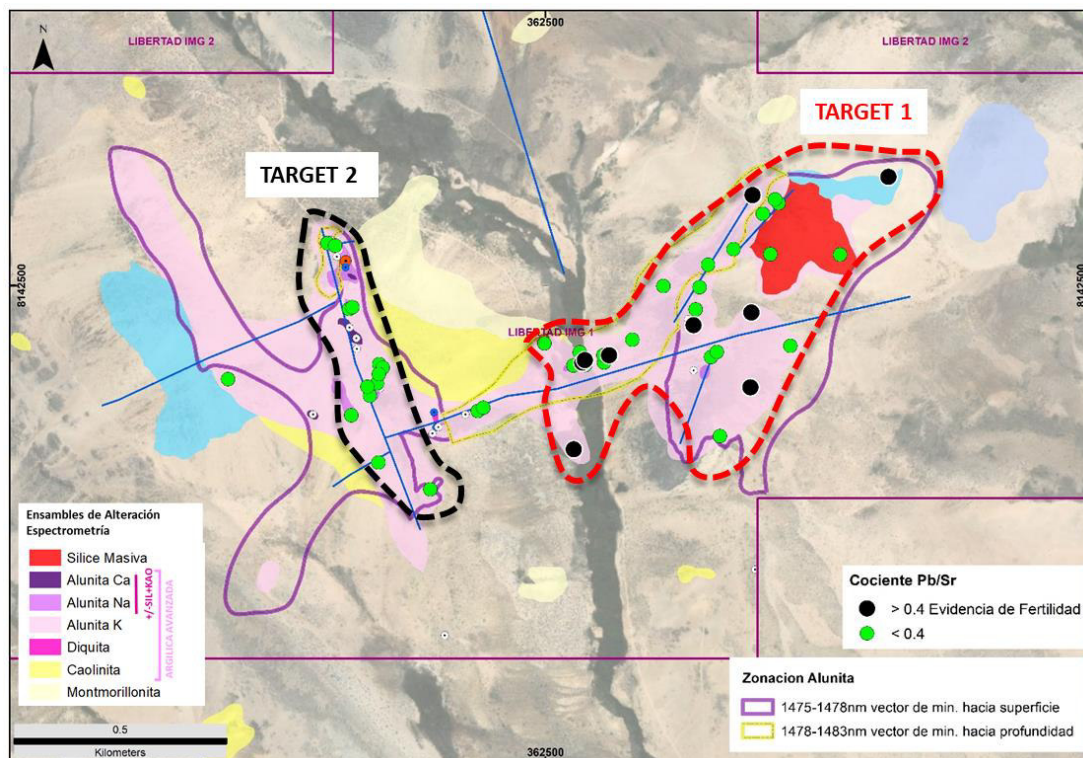 362500
N
LIBERTAD IMG 2
LIBERTAD IMG 2
TARGET 1
TARGET 2
8142500
8142500
LIBERTAD IMG 1
Ensambles de Alteración
Espectrometría
Silice Masiva
Alunita Ca
Alunita Na
Alunita K
Diquita
Caolinita
Montmorillonita
+/-SIL+KAO
ARGILICA AVANZADA
0.5
Kilometers
362500
Cociente Pb/Sr
> 0.4 Evidencia de Fertilidad
< 0.4
Zonacion Alunita
1475-1478nm vector de min. hacia superficie
1478-1483nm vector de min. hacia profundidad